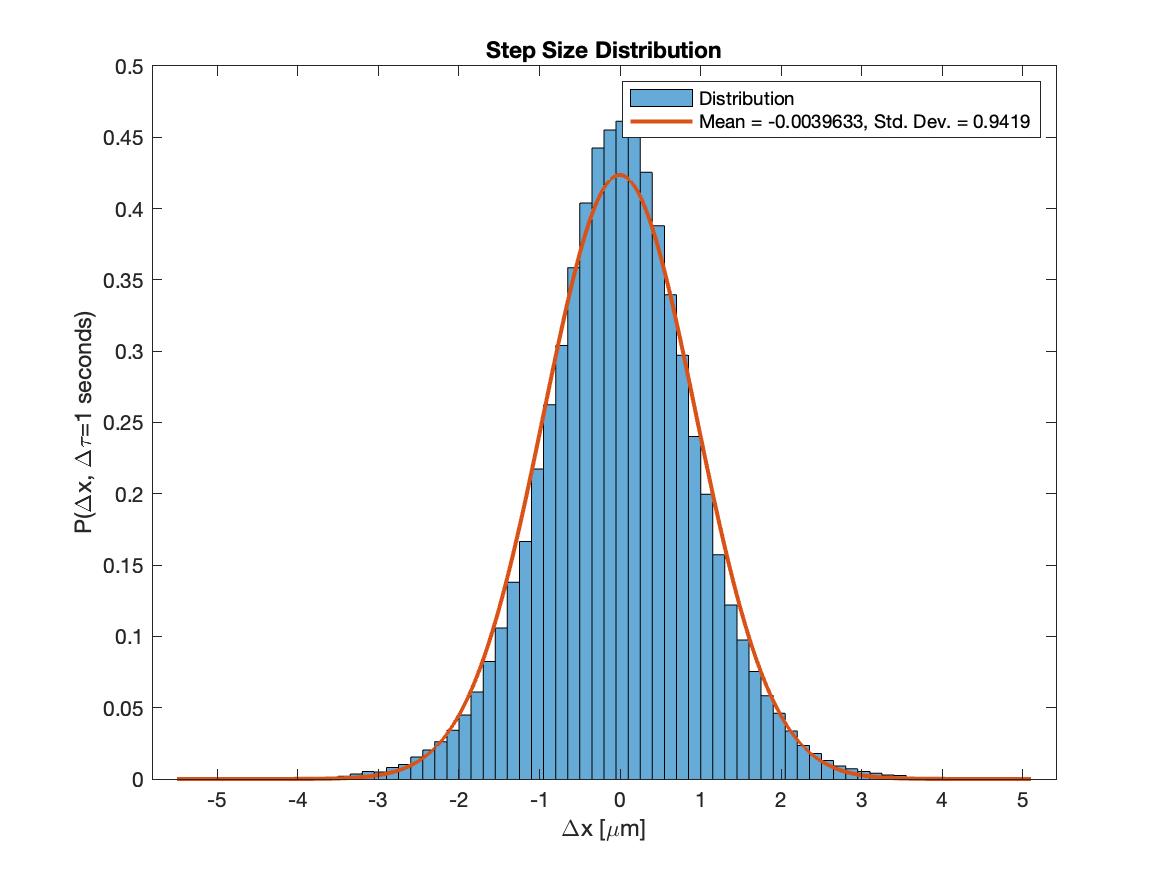 Step Size Distribution
0.5
0.45
0.4
0.35
0.3
0.25
0.2
0.15
0.1
0.05
0
P(Δx, Δτ=1 seconds)
Distribution
Mean = -0.0039633, Std. Dev. = 0.9419
-5 -4 -3 -2 -1 0 1 2 3 4 5
Δx [μm]